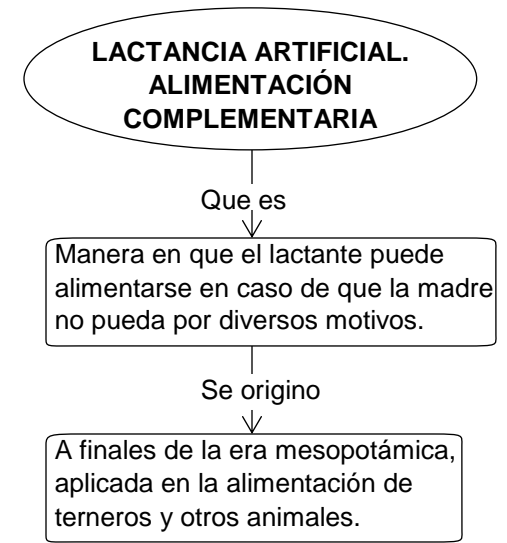 LACTANCIA ARTIFICIAL.
ALIMENTACIÓN
COMPLEMENTARIA
Que es
Manera en que el lactante puede
alimentarse en caso de que la madre
no pueda por diversos motivos.
Se origino
A finales de la era mesopotámica,
aplicada en la alimentación de
terneros y otros animales.